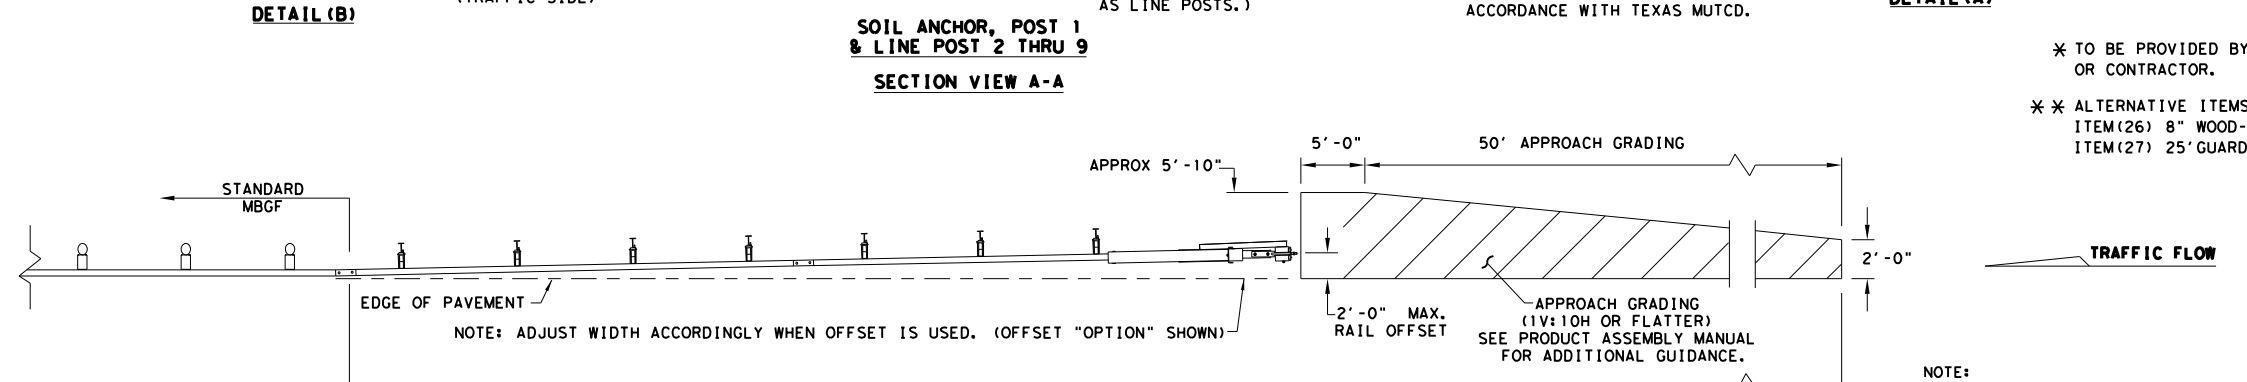 DETAIL(B)
AS LINE POSTS.)
ACCORDANCE WITH TEXAS MUTCD.
SOIL ANCHOR, POST 1
& LINE POST 2 THRU 9
SECTION VIEW A-A
* TO BE PROVIDED BY
OR CONTRACTOR.
** ALTERNATIVE ITEMS
ITEM(26) 8" WOOD-
ITEM(27) 25'GUARD
5'-0"
50' APPROACH GRADING
APPROX 5'-10"
STANDARD
MBGF
2'-0"
TRAFFIC FLOW
EDGE OF PAVEMENT
NOTE: ADJUST WIDTH ACCORDINGLY WHEN OFFSET IS USED. (OFFSET "OPTION" SHOWN)
2'-0" MAX.
RAIL OFFSET
APPROACH GRADING
(1V:10H OR FLATTER)
SEE PRODUCT ASSEMBLY MANUAL
FOR ADDITIONAL GUIDANCE.
NOTE: